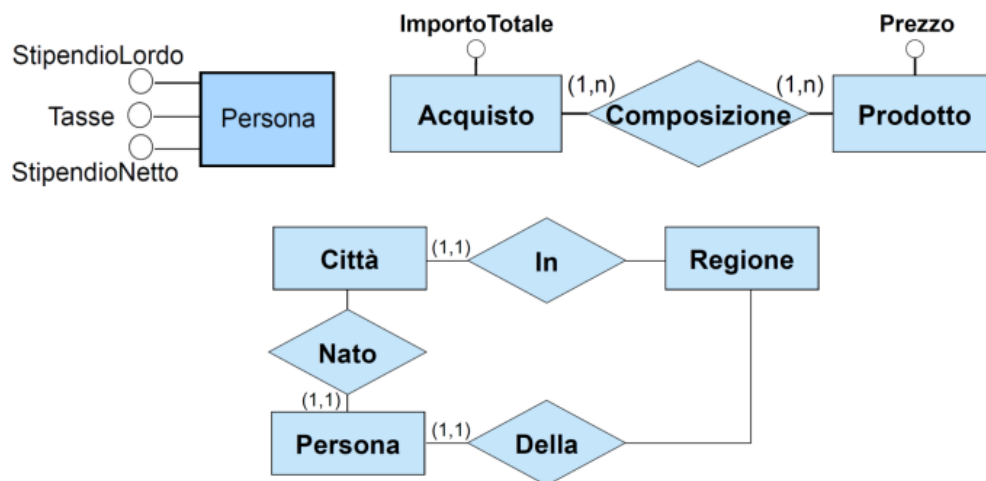 StipendioLordo
Tasse
StipendioNetto
Persona
ImportoTotale
Acquisto
(1,n)
Composizione
(1,n)
Prezzo
Prodotto
Città
(1,1)
In
Regione
Nato
(1,1)
Persona
(1,1)
Della